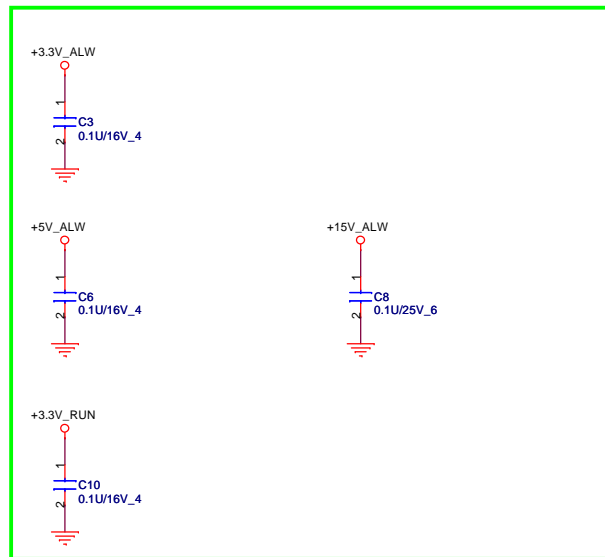 +3.3V_ALW
1
C3
0.1U/16V_4
2
+5V_ALW
1
C6
0.1U/16V_4
2
+15V_ALW
1
C8
0.1U/25V_6
2
+3.3V_RUN
1
C10
0.1U/16V_4
2